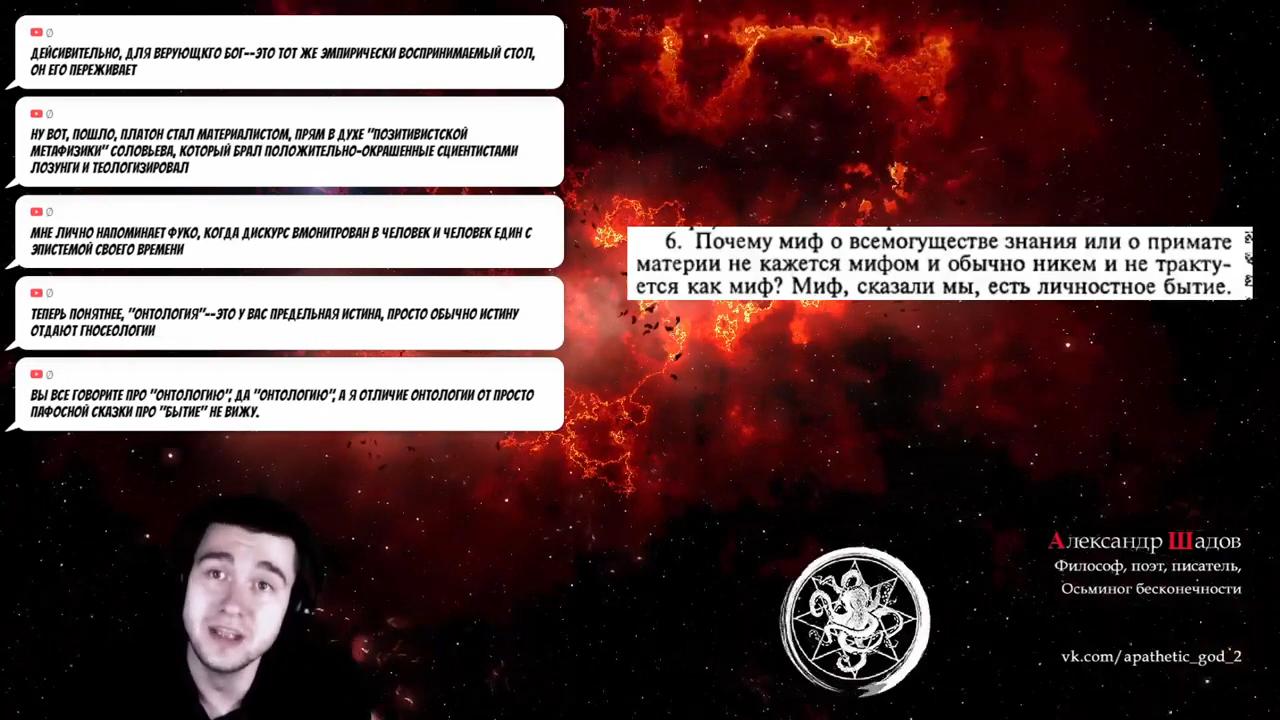 Ø
ДЕЙСИВИТЕЛЬНО, ДЛЯ ВЕРУЮЩКГО БОГ--ЭТО ТОТ ЖЕ ЭМПИРИЧЕСКИ ВОСПРИНИМАЕМЫЙ СТОЛ,
ОН ЕГО ПЕРЕЖИВАЕТ
Ø
НУ ВОТ, ПОШЛО, ПЛАТОН СТАЛ МАТЕРИАЛИСТОМ, ПРЯМ В ДУХЕ "ПОЗИТИВИСТСКОЙ
МЕТАФИЗИКИ" СОЛОВЬЕВА, КОТОРЫЙ БРАЛ ПОЛОЖИТЕЛЬНО-ОКРАШЕННЫЕ СЦИЕНТИСТАМИ
ЛОЗУНГИ И ТЕОЛОГИЗИРОВАЛ
Ø
МНЕ ЛИЧНО НАПОМИНАЕТ ФУКО, КОГДА ДИСКУРС ВМОНИТРОВАН В ЧЕЛОВЕК И ЧЕЛОВЕК ЕДИН С
ЭПИСТЕМОЙ СВОЕГО ВРЕМЕНИ
Ø
ТЕПЕРЬ ПОНЯТНЕЕ, "ОНТОЛОГИЯ"--ЭТО У ВАС ПРЕДЕЛЬНАЯ ИСТИНА, ПРОСТО ОБЫЧНО ИСТИНУ
ОТДАЮТ ГНОСЕОЛОГИИ
Ø
ВЫ ВСЕ ГОВОРИТЕ ПРО "ОНТОЛОГИЮ", ДА "ОНТОЛОГИЮ", А Я ОТЛИЧИЕ ОНТОЛОГИИ ОТ ПРОСТО
ПАФОСНОЙ СКАЗКИ ПРО "БЫТИЕ" НЕ ВИЖУ.
6. Почему миф о всемогуществе знания или о примате
материи не кажется мифом и обычно никем и не тракту-
ется как миф? Миф, сказали мы, есть личностное бытие.
Александр Шадов
Философ, поэт, писатель,
Осьминог бесконечности
vk.com/apathetic_god_2